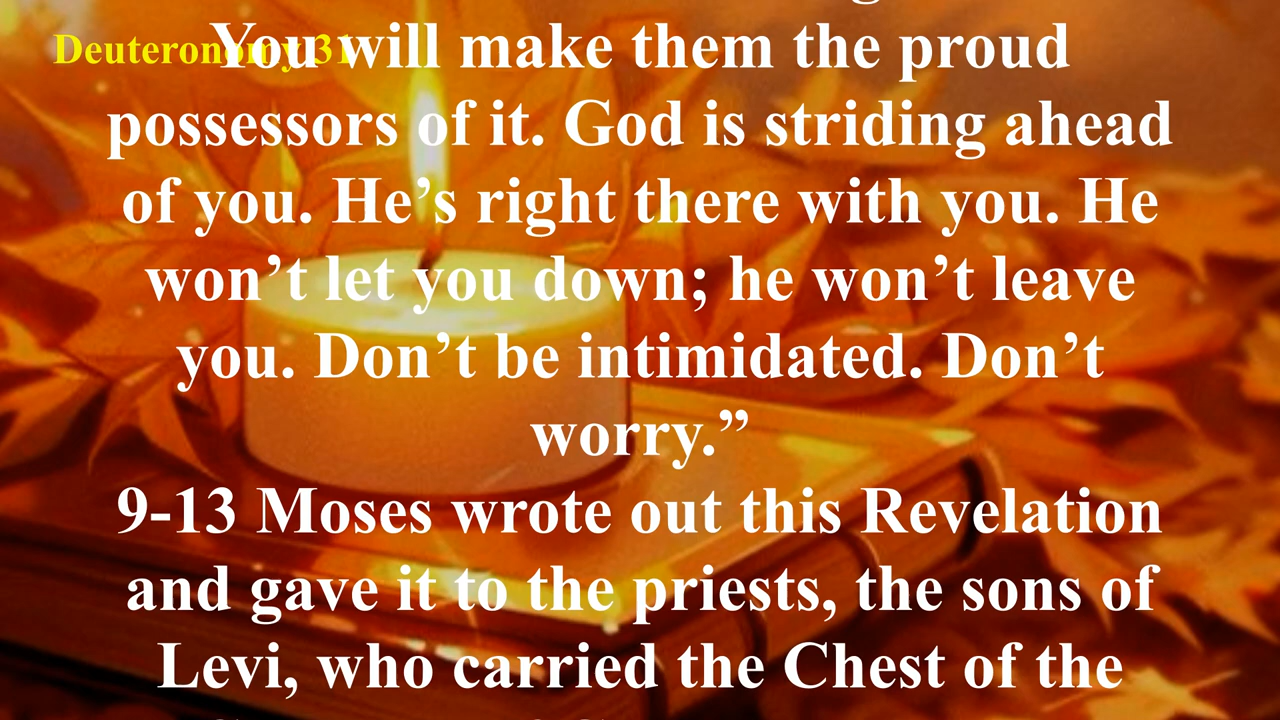 Deuteronomy 31
You will make them the proud
possessors of it. God is striding ahead
of you. He’s right there with you. He
won’t let you down; he won’t leave
you. Don’t be intimidated. Don’t
worry.”
9-13 Moses wrote out this Revelation
and gave it to the priests, the sons of
Levi, who carried the Chest of the